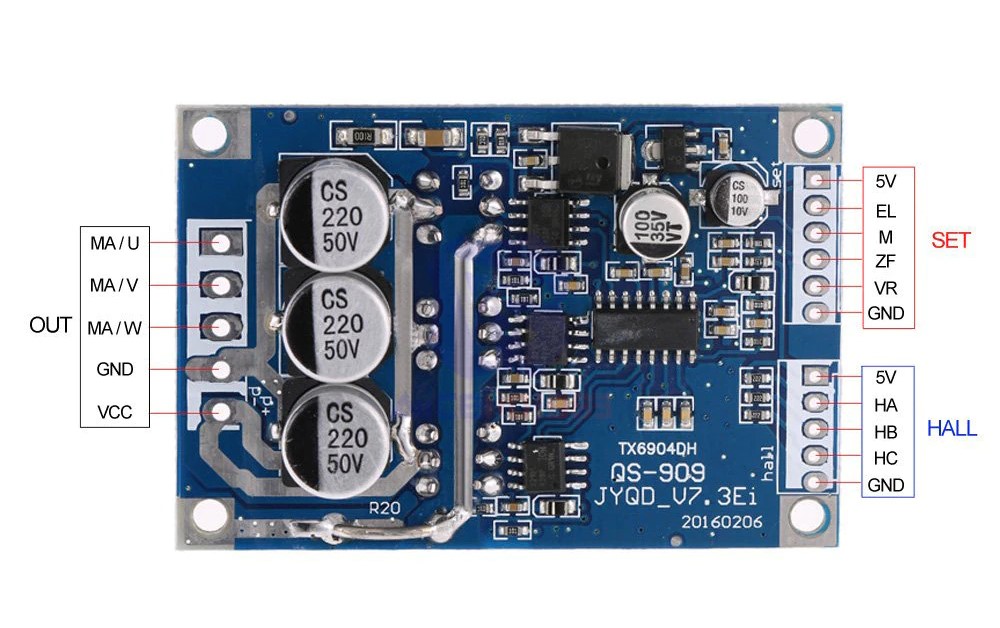 OUT
MA / U
MA / V
MA / W
GND
VCC
R100
CS
220
50V
CS
220
50V
CS
220
50V
p+p
R20
100
35V
VT
CS
100
10V
set
5V
EL
M
ZF
VR
GND
SET
5V
HA
HB
HC
GND
HALL
hall
TX6904DH
QS-909
JYQD_V7.3Ei
20160206